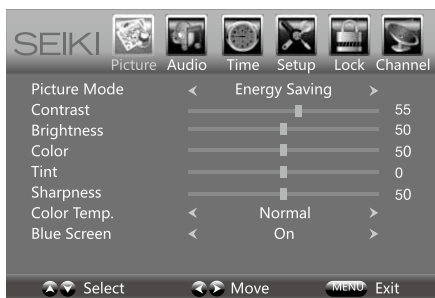 SEIKI
Picture Audio Time Setup Lock Channel
Picture Mode < Energy Saving >
Contrast 55
Brightness 50
Color 50
Tint 0
Sharpness 50
Color Temp. < Normal >
Blue Screen < On >
Select Move MENU Exit